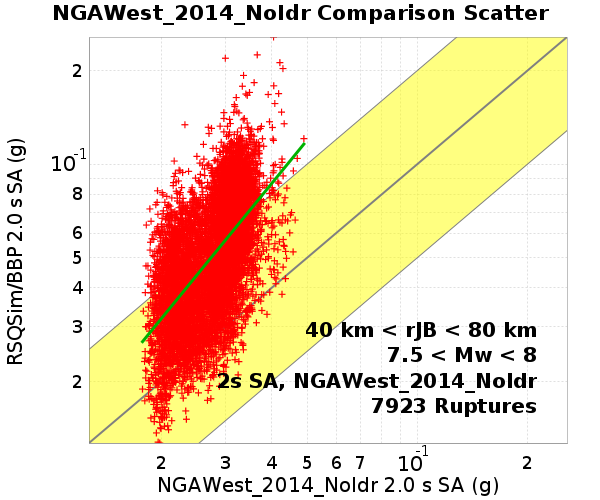 NGAWest_2014_NoIdr Comparison Scatter
RSQSim/BBP 2.0 s SA (g)
2
10-1
8
6
5
4
3
2
40 km < rJB < 80 km
7.5 < Mw < 8
2s SA, NGAWest_2014_NoIdr
7923 Ruptures
2 3 4 5 6 7 10-1 2
NGAWest_2014_NoIdr 2.0 s SA (g)